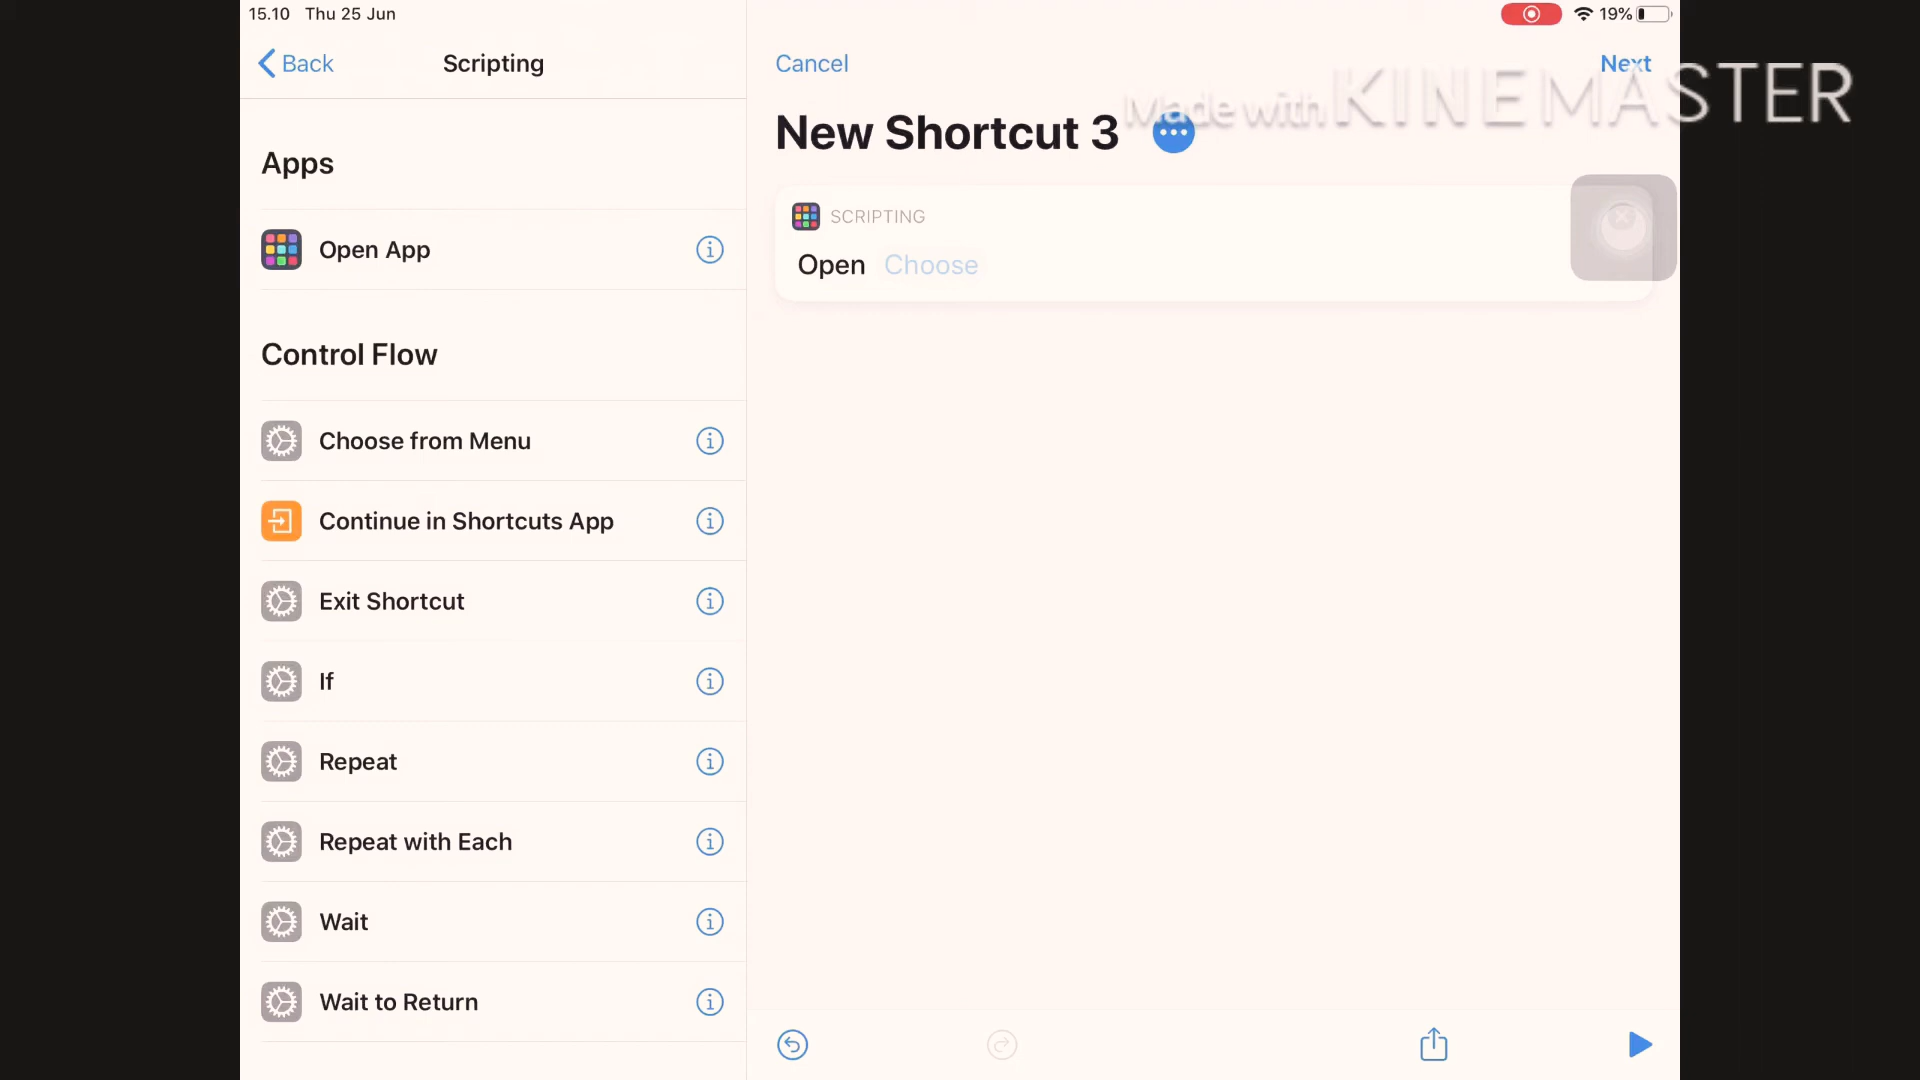 15.10 Thu 25 Jun
19%
Back
Scripting
Cancel
Next
Made with KINEMASTER
Apps
New Shortcut 3
Open App
SCRIPTING
Open Choose
Control Flow
Choose from Menu
Continue in Shortcuts App
Exit Shortcut
If
Repeat
Repeat with Each
Wait
Wait to Return